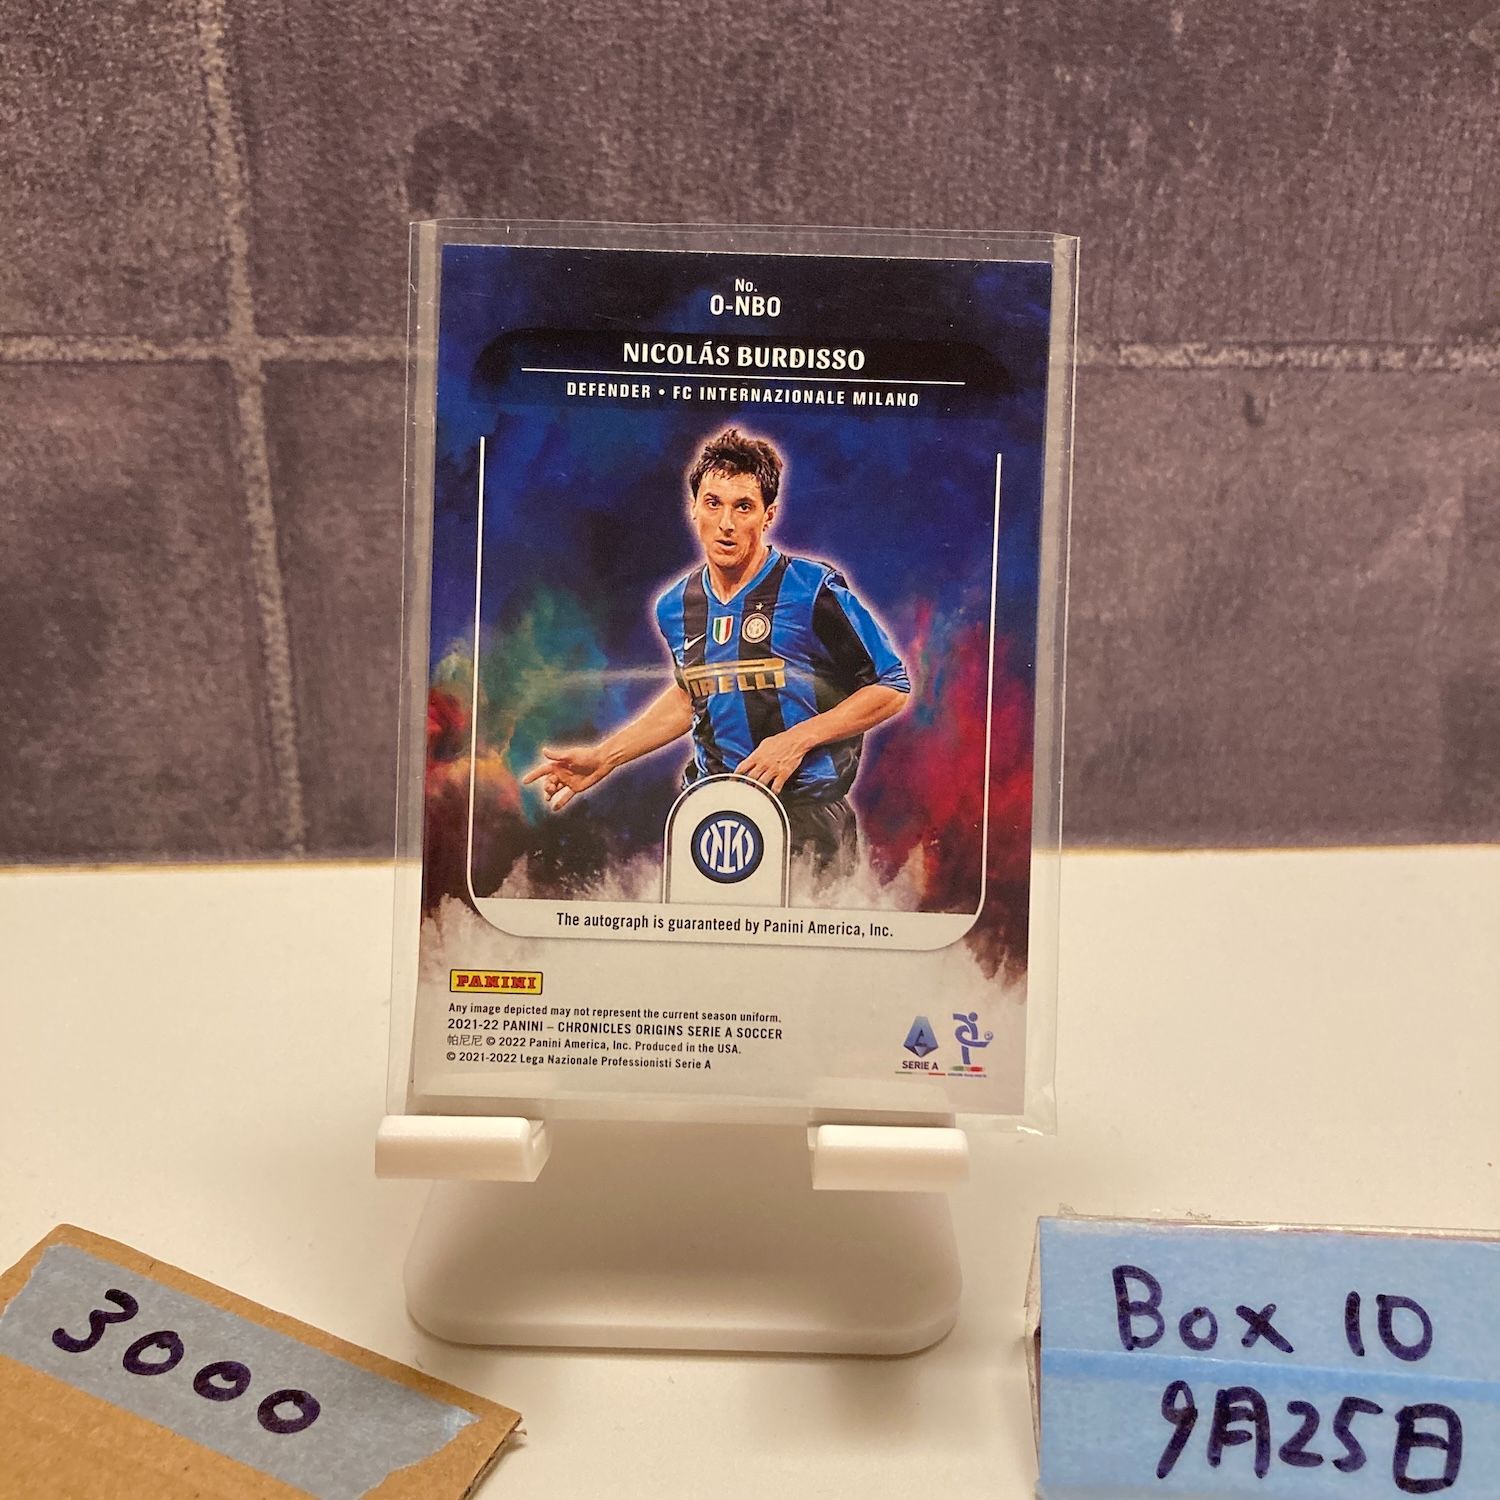 No.
O-NBO
NICOLÁS BURDISSO
DEFENDER • FC INTERNAZIONALE MILANO
PIRELLI
The autograph is guaranteed by Panini America, Inc.
PANINI
Any image depicted may not represent the current season uniform.
2021-22 PANINI – CHRONICLES ORIGINS SERIE A SOCCER
帕尼尼 © 2022 Panini America, Inc. Produced in the USA.
© 2021-2022 Lega Nazionale Professionisti Serie A
SERIE A
3000
Box 10
9月25日